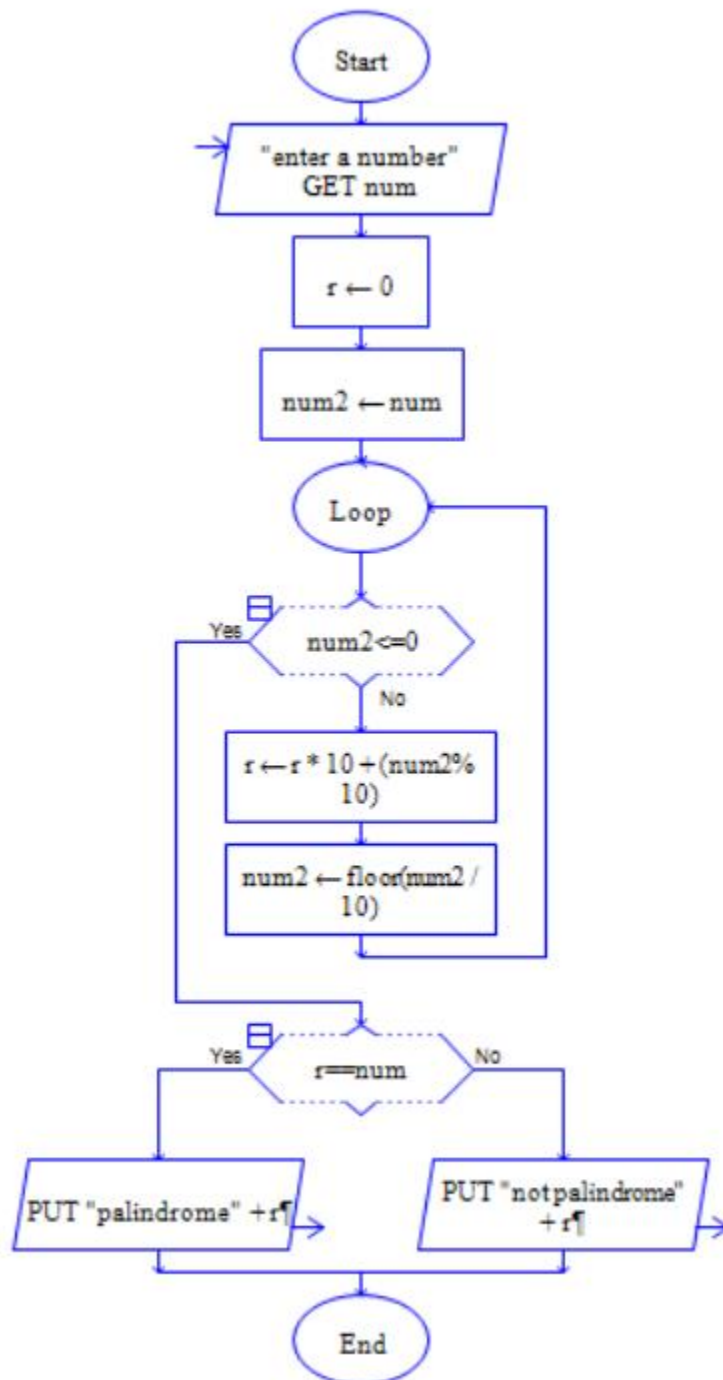 Start
"enter a number"
GET num
r ← 0
num2 ← num
Loop
Yes
num2<=0
No
r ← r * 10 + (num2%
10)
num2 ← floor(num2 /
10)
Yes
r==num
No
PUT "palindrome" + r¶
PUT "not palindrome"
+ r¶
End